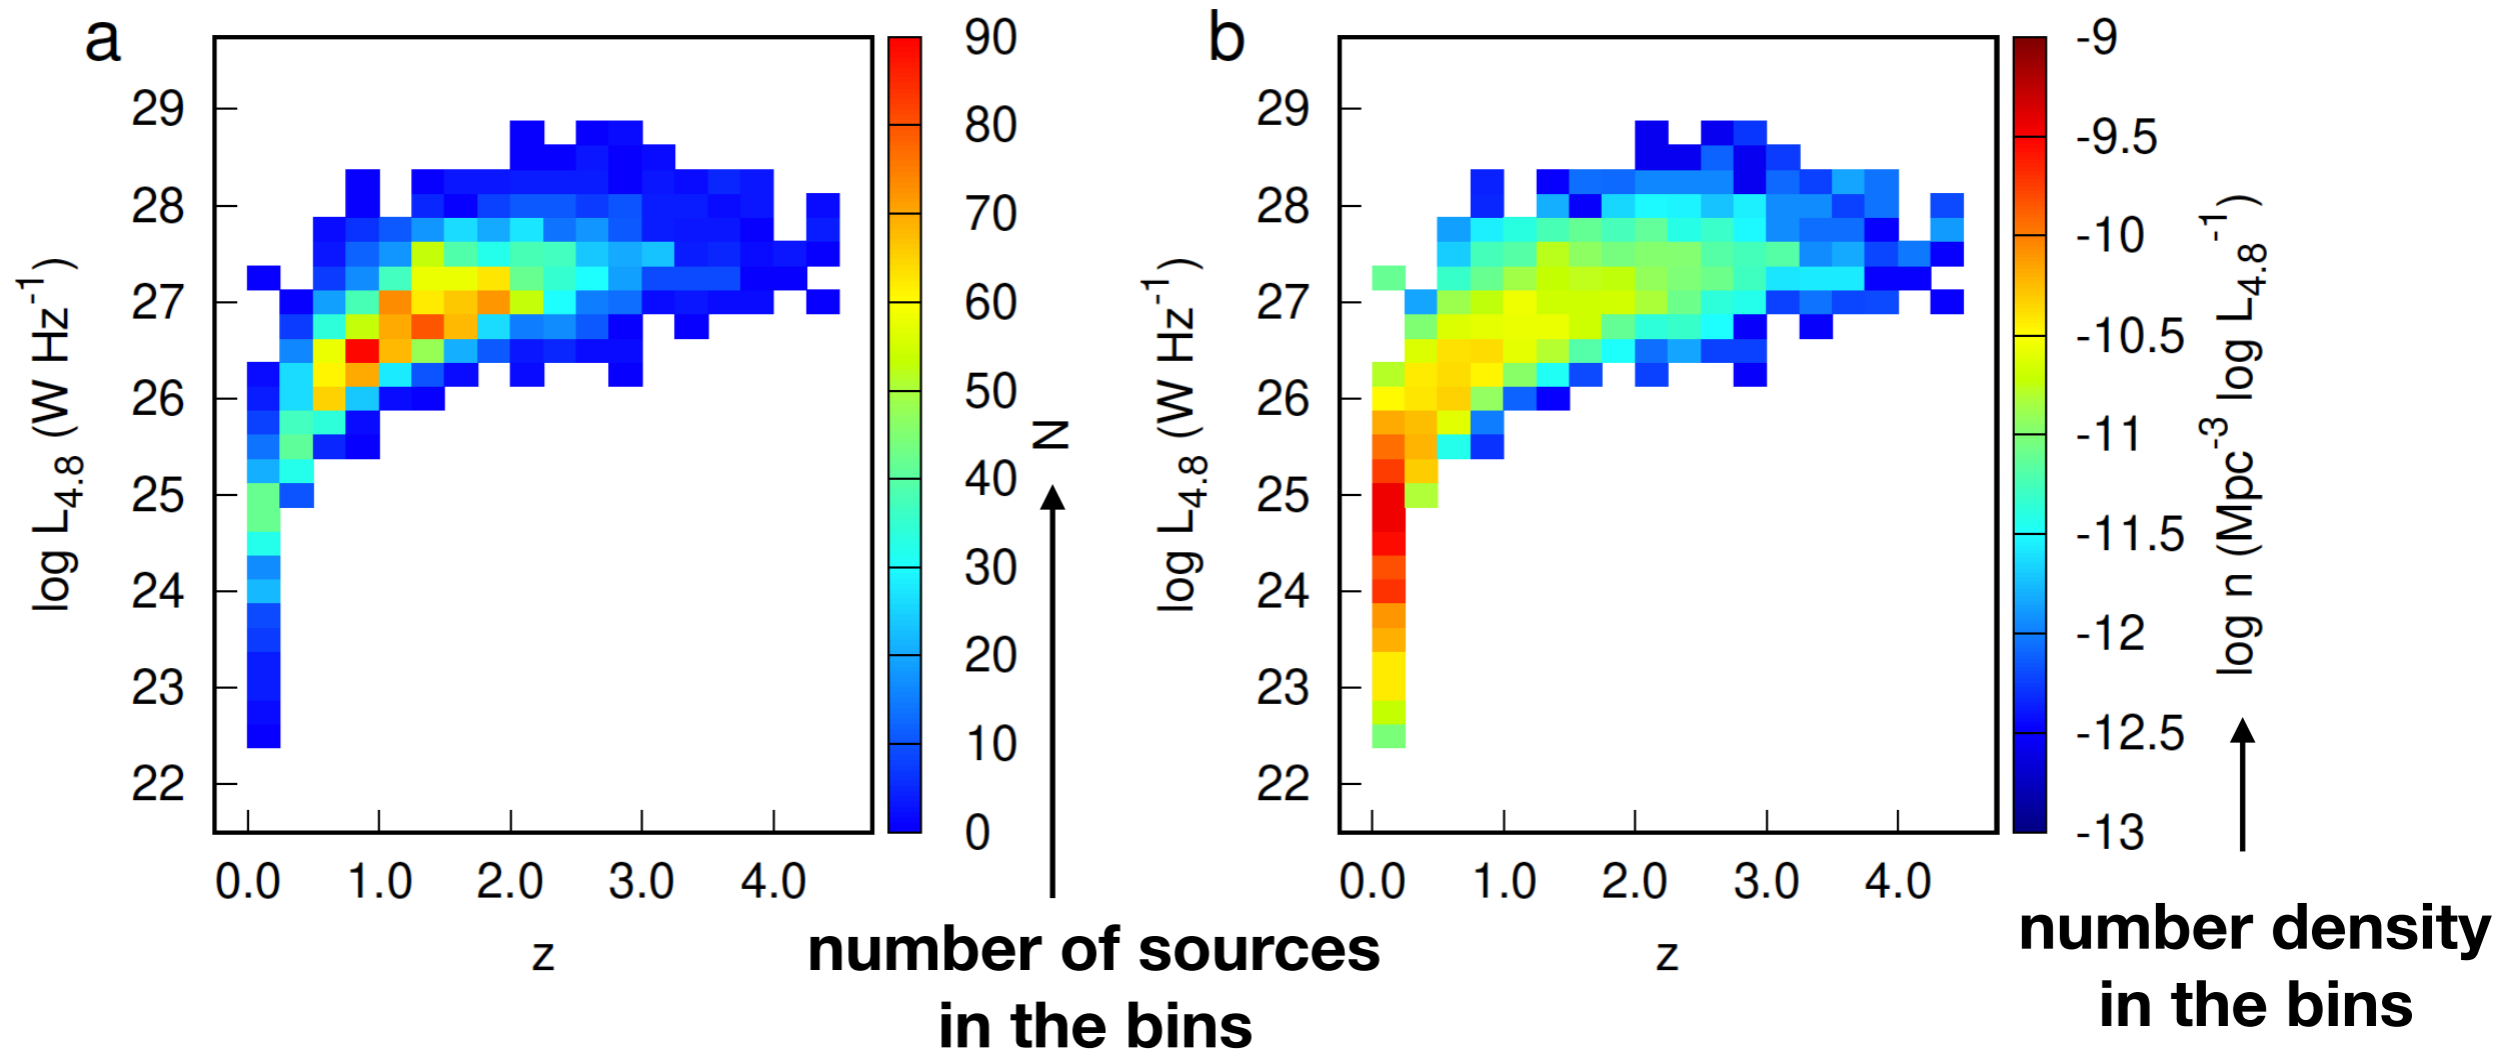 a
29
28
27
26
25
24
23
22
log L4.8 (W Hz-1)
0.0 1.0 2.0 3.0 4.0
z
90
80
70
60
50
40
30
20
10
0
N
number of sources
in the bins
b
29
28
27
26
25
24
23
22
log L4.8 (W Hz-1)
0.0 1.0 2.0 3.0 4.0
z
-9
-9.5
-10
-10.5
-11
-11.5
-12
-12.5
-13
log n (Mpc-3 log L4.8-1)
number density
in the bins